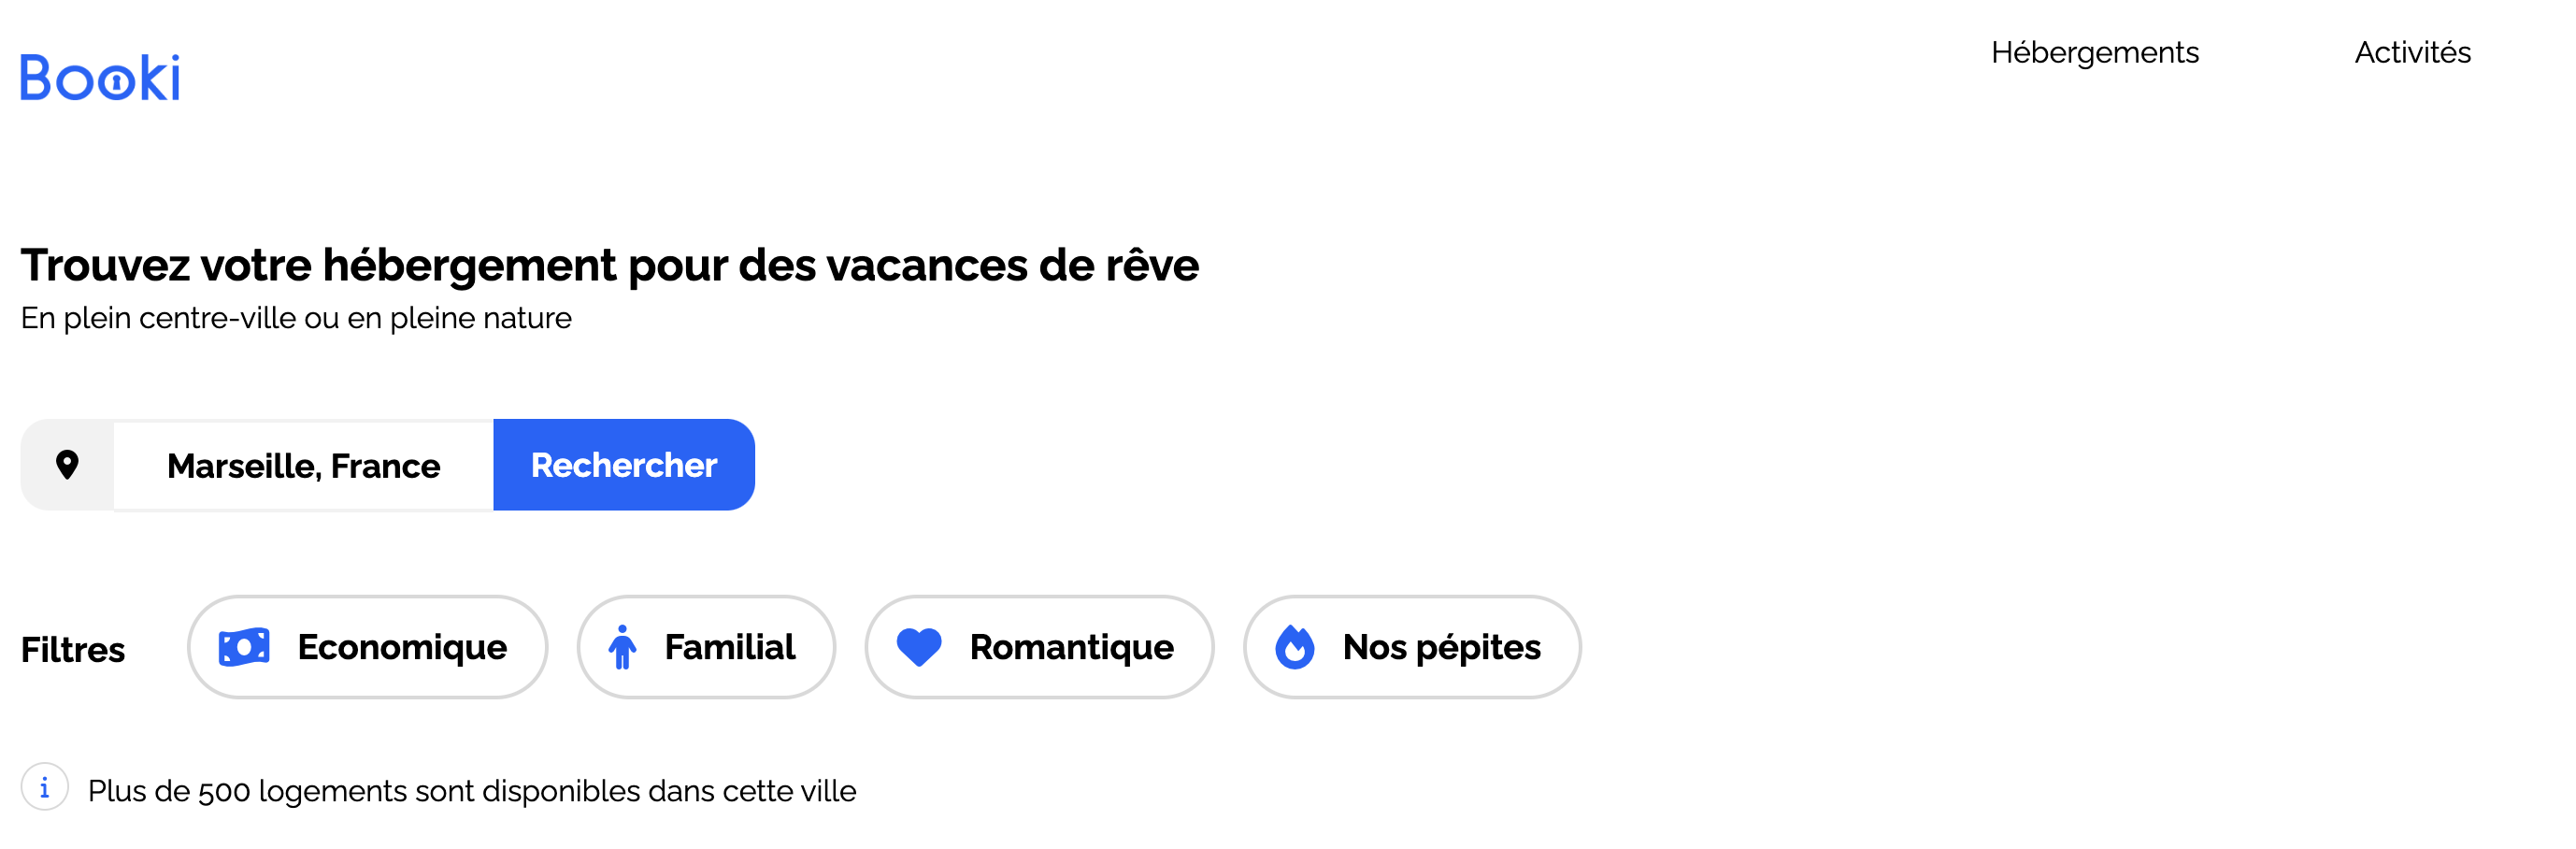 Booki
Hébergements
Activités
Trouvez votre hébergement pour des vacances de rêve
En plein centre-ville ou en pleine nature
Marseille, France
Rechercher
Filtres
Economique
Familial
Romantique
Nos pépites
i
Plus de 500 logements sont disponibles dans cette ville